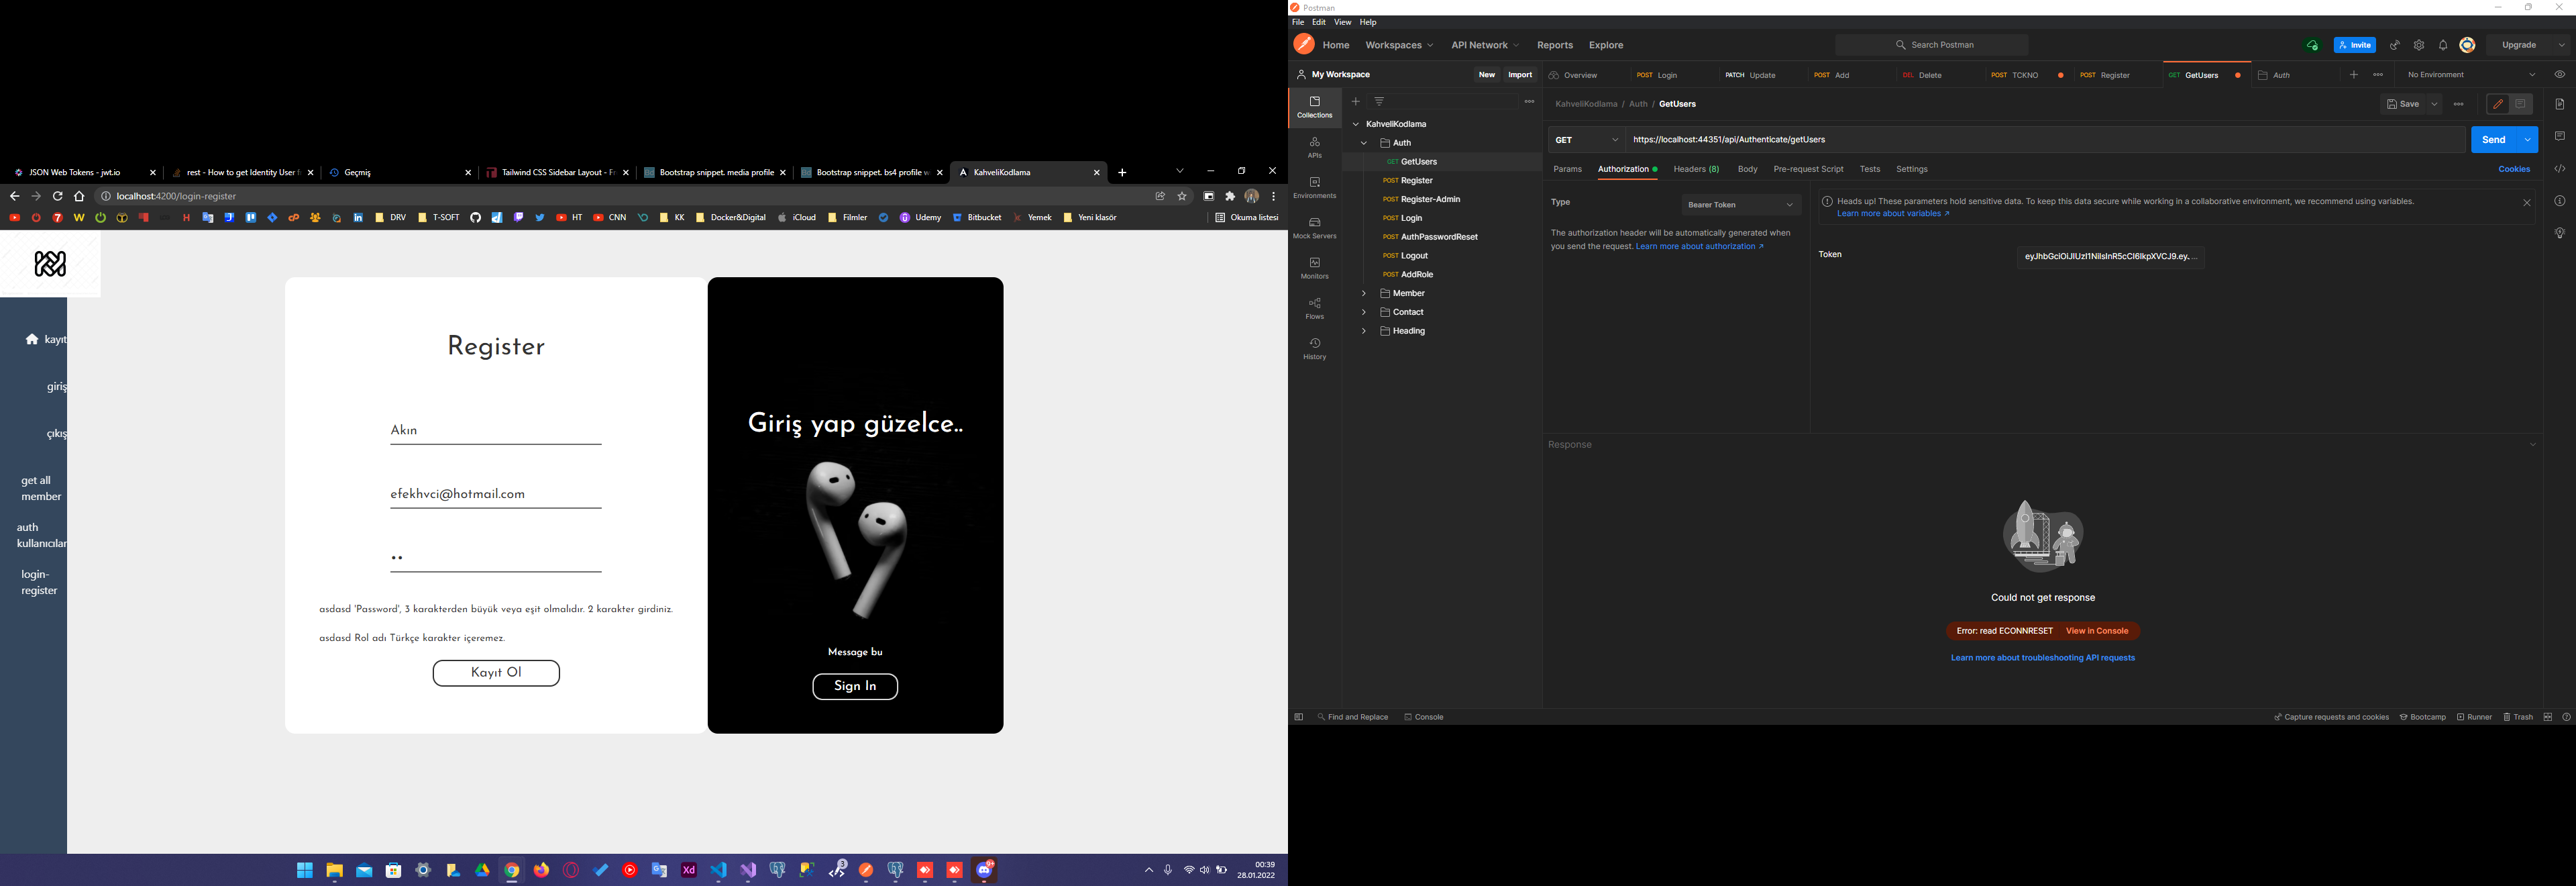 JSON Web Tokens - jwt.io
rest - How to get Identity User f
Geçmiş
Tailwind CSS Sidebar Layout - Fr
Bootstrap snippet. media profile
Bootstrap snippet. bs4 profile w
KahveliKodlama
localhost:4200/login-register
DRV
T-SOFT
HT
CNN
KK
Docker&Digital
iCloud
Filmler
Udemy
Bitbucket
Yemek
Yeni klasör
Okuma listesi
kayıt
giriş
çıkış
get all
member
auth
kullanıcılar
login-
register
Register
Akın
efekhvci@hotmail.com
asdasd 'Password', 3 karakterden büyük veya eşit olmalıdır. 2 karakter girdiniz.
asdasd Rol adı Türkçe karakter içeremez.
Kayıt Ol
Giriş yap güzelce..
Message bu
Sign In
Xd
3
9+
00:39
28.01.2022
Postman
File Edit View Help
Home Workspaces API Network Reports Explore
Search Postman
Invite
Upgrade
My Workspace
New
Import
Overview
POST Login
PATCH Update
POST Add
DEL Delete
POST TCKNO
POST Register
GET GetUsers
Auth
No Environment
Collections
APIs
Environments
Mock Servers
Monitors
Flows
History
KahveliKodlama
Auth
GET GetUsers
POST Register
POST Register-Admin
POST Login
POST AuthPasswordReset
POST Logout
POST AddRole
Member
Contact
Heading
KahveliKodlama / Auth / GetUsers
Save
GET
https://localhost:44351/api/Authenticate/getUsers
Send
Params Authorization Headers (8) Body Pre-request Script Tests Settings
Cookies
Type
Bearer Token
The authorization header will be automatically generated when
you send the request. Learn more about authorization ↗
Heads up! These parameters hold sensitive data. To keep this data secure while working in a collaborative environment, we recommend using variables.
Learn more about variables ↗
Token
eyJhbGciOiJIUzI1NiIsInR5cCI6IkpXVCJ9.ey. ...
Response
Could not get response
Error: read ECONNRESET View in Console
Learn more about troubleshooting API requests
Find and Replace
Console
Capture requests and cookies
Bootcamp
Runner
Trash